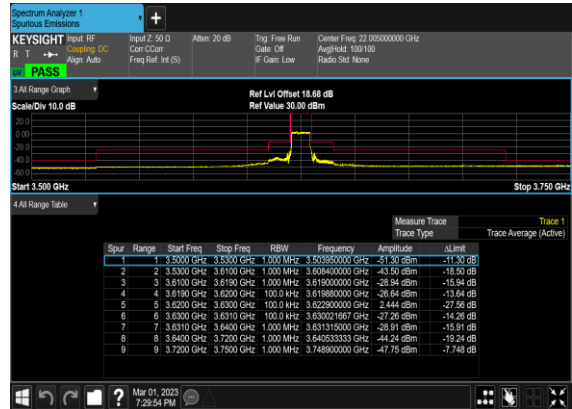 Spectrum Analyzer 1
Spurious Emissions
KEYSIGHT
R T
PASS
Input: RF
Coupling: DC
Align: Auto
Input Z: 50 Ω
Corr CCorr
Freq Ref: Int (S)
Atten: 20 dB
Trig: Free Run
Gate: Off
IF Gain: Low
Center Freq: 22.005000000 GHz
Avg|Hold: 100/100
Radio Std: None
3 All Range Graph
Scale/Div 10.0 dB
Ref Lvl Offset 18.68 dB
Ref Value 30.00 dBm
20.0
0.00
-20.0
-40.0
-60.0
Start 3.500 GHz
Stop 3.750 GHz
4 All Range Table
Measure Trace Trace 1
Trace Type Trace Average (Active)
Spur Range Start Freq Stop Freq RBW Frequency Amplitude ΔLimit
1 1 3.5000 GHz 3.5300 GHz 1.000 MHz 3.503950000 GHz -51.30 dBm -11.30 dB
2 2 3.5300 GHz 3.6100 GHz 1.000 MHz 3.608400000 GHz -43.50 dBm -18.50 dB
3 3 3.6100 GHz 3.6190 GHz 1.000 MHz 3.619000000 GHz -28.94 dBm -15.94 dB
4 4 3.6190 GHz 3.6200 GHz 100.0 kHz 3.619880000 GHz -26.64 dBm -13.64 dB
5 5 3.6200 GHz 3.6300 GHz 100.0 kHz 3.622900000 GHz 2.444 dBm -27.56 dB
6 6 3.6300 GHz 3.6310 GHz 100.0 kHz 3.630021667 GHz -27.26 dBm -14.26 dB
7 7 3.6310 GHz 3.6400 GHz 1.000 MHz 3.631315000 GHz -28.91 dBm -15.91 dB
8 8 3.6400 GHz 3.7200 GHz 1.000 MHz 3.640533333 GHz -44.24 dBm -19.24 dB
9 9 3.7200 GHz 3.7500 GHz 1.000 MHz 3.748900000 GHz -47.75 dBm -7.748 dB
Mar 01, 2023
7:29:54 PM